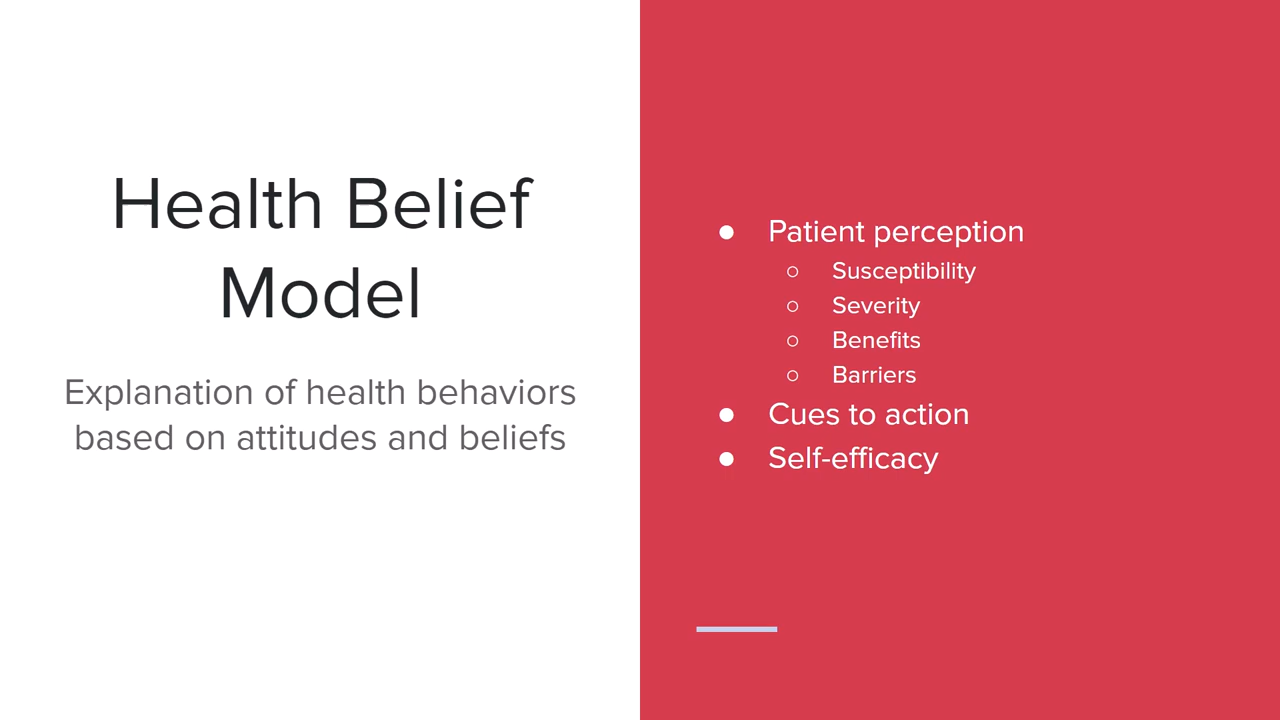 Health Belief
Model
Explanation of health behaviors
based on attitudes and beliefs
● Patient perception
○ Susceptibility
○ Severity
○ Benefits
○ Barriers
● Cues to action
● Self-efficacy